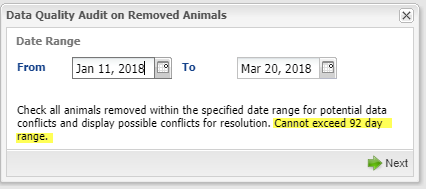 Data Quality Audit on Removed Animals
Date Range
From Jan 11, 2018 To Mar 20, 2018
Check all animals removed within the specified date range for potential data
conflicts and display possible conflicts for resolution. Cannot exceed 92 day
range.
Next